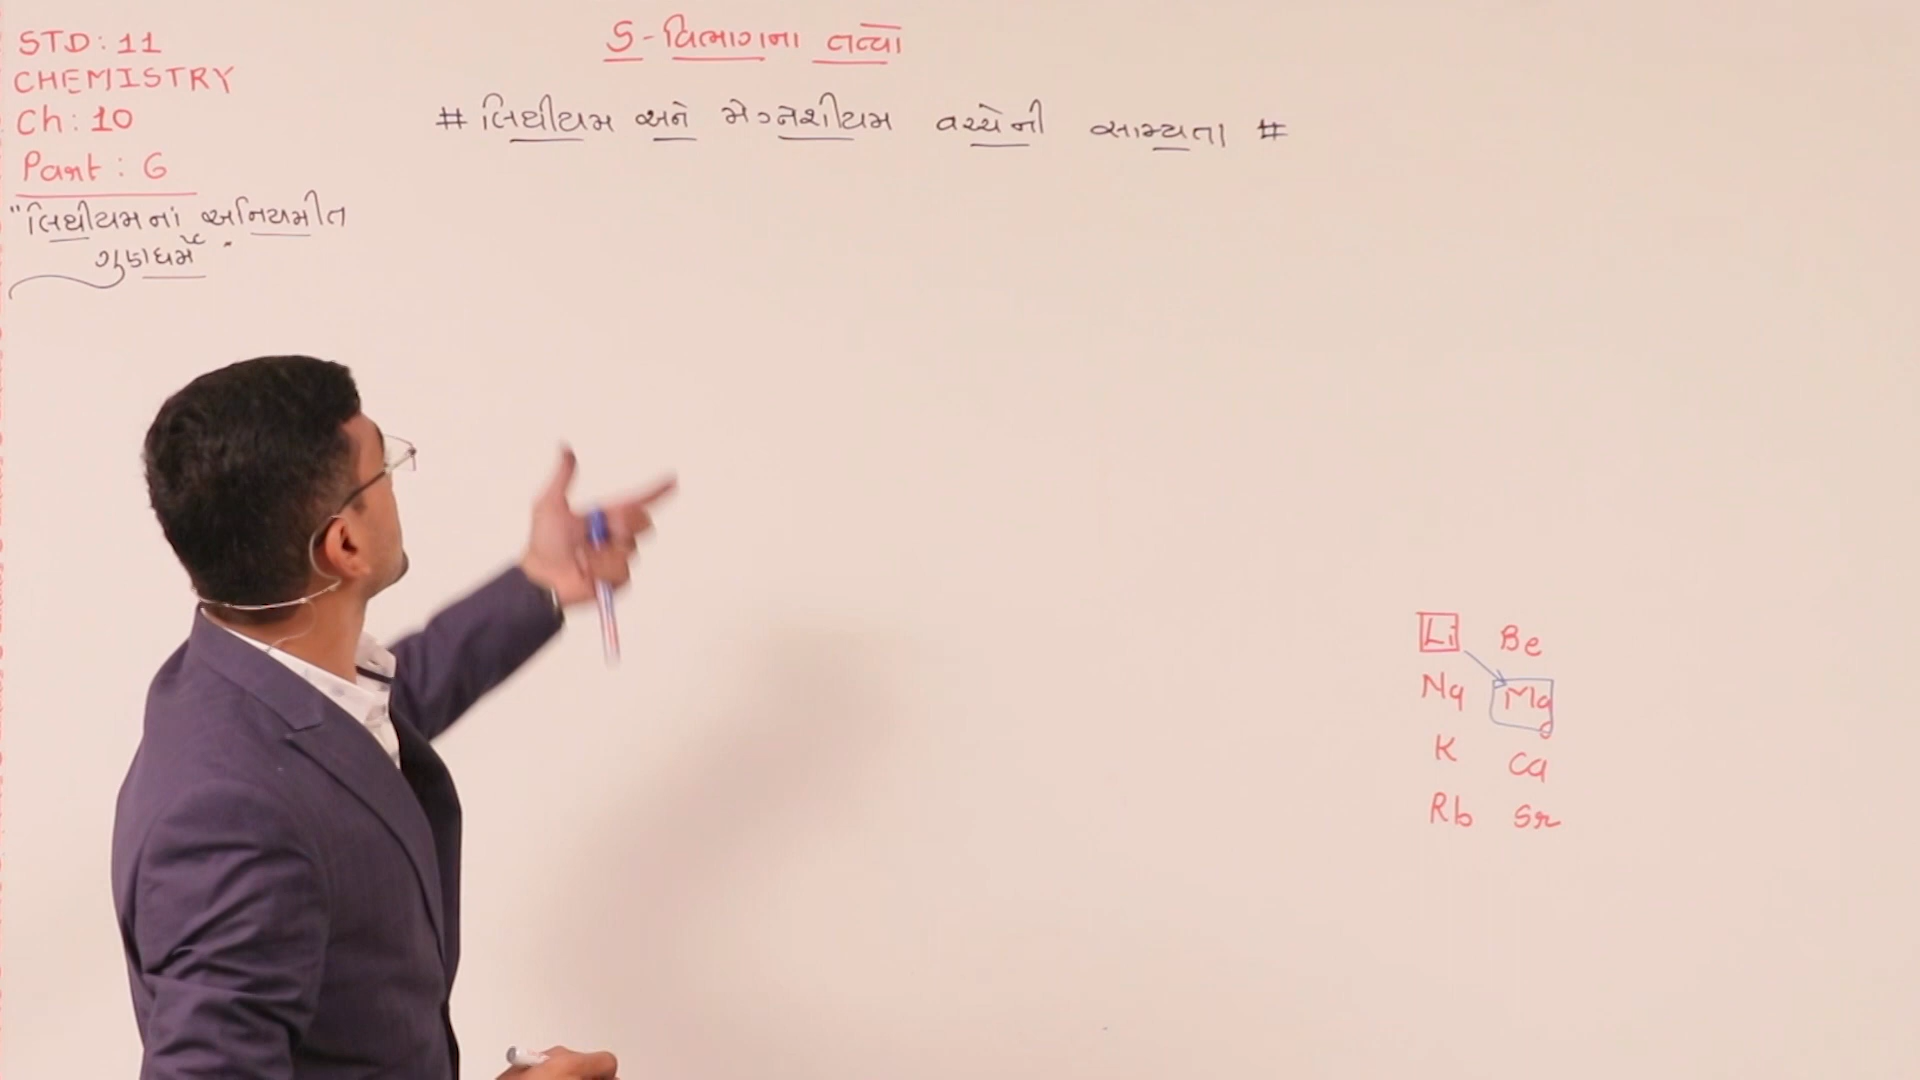 STD: 11
CHEMISTRY
Ch: 10
Part: 6
"લિથીયમનાં અનિયમીત
ગુણધર્મ"
S-વિભાગના તત્વો
# લિથીયમ અને મેગ્નેશીયમ વચ્ચેની સામ્યતા #
Li Be
Na Mg
K Ca
Rb Sr